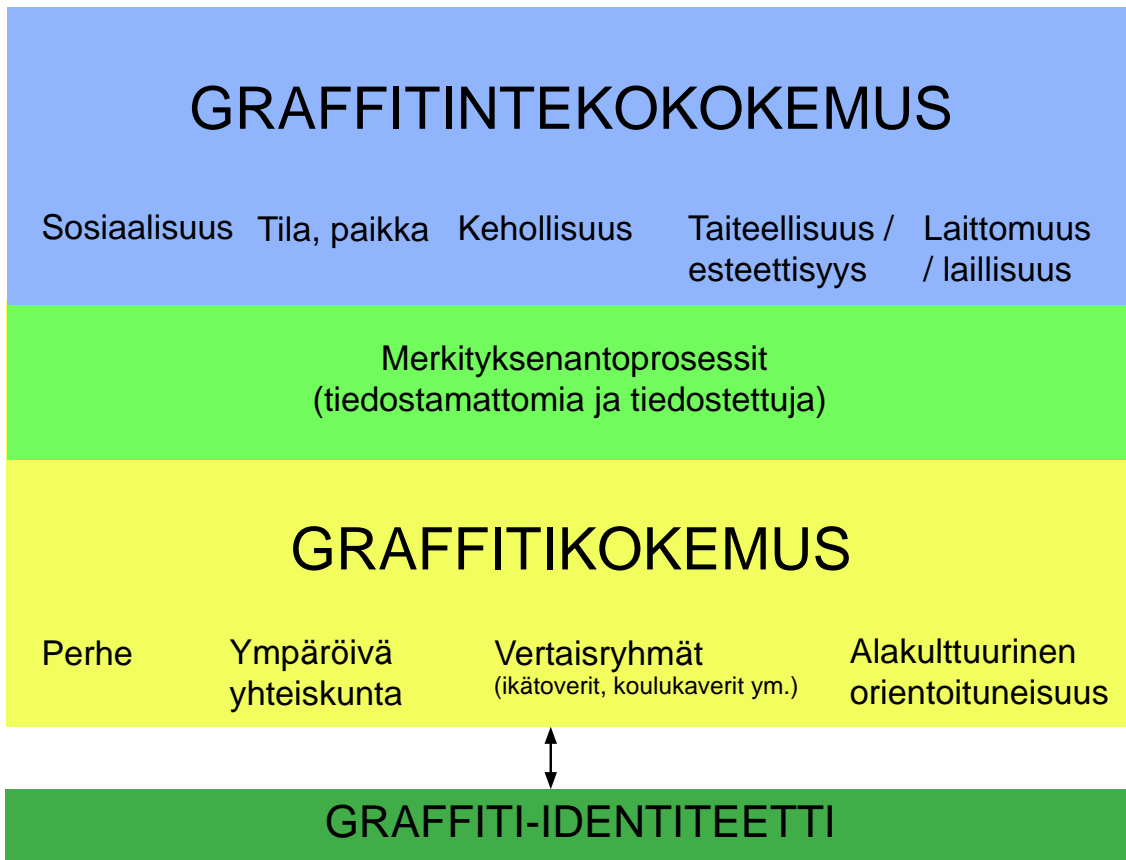 GRAFFITINTEKOKOKEMUS
Sosiaalisuus Tila, paikka Kehollisuus Taiteellisuus / Laittomuus
esteettisyys / laillisuus
Merkityksenantoprosessit
(tiedostamattomia ja tiedostettuja)
GRAFFITIKOKEMUS
Perhe Ympäröivä Vertaisryhmät Alakulttuurinen
yhteiskunta (ikätoverit, koulukaverit ym.) orientoituneisuus
GRAFFITI-IDENTITEETTI